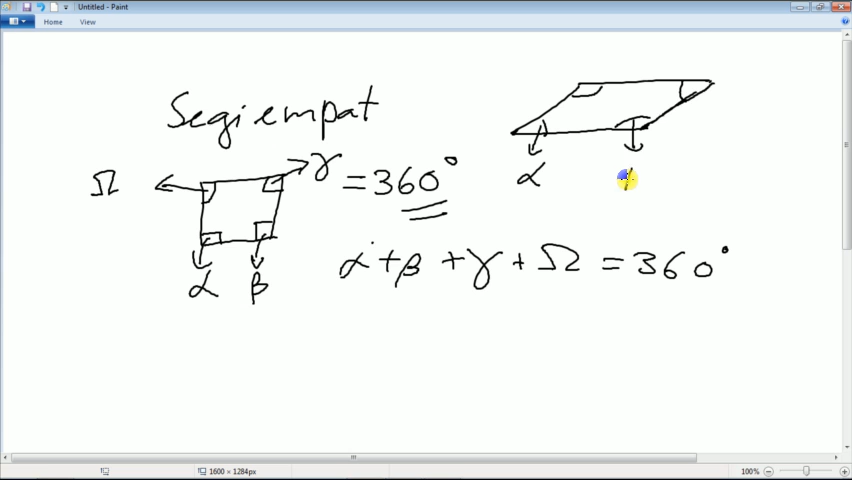 Untitled - Paint
Home View
Segiempat
Ω γ = 360°
α
α β
α + β + γ + Ω = 360°
1600 × 1284px 100%